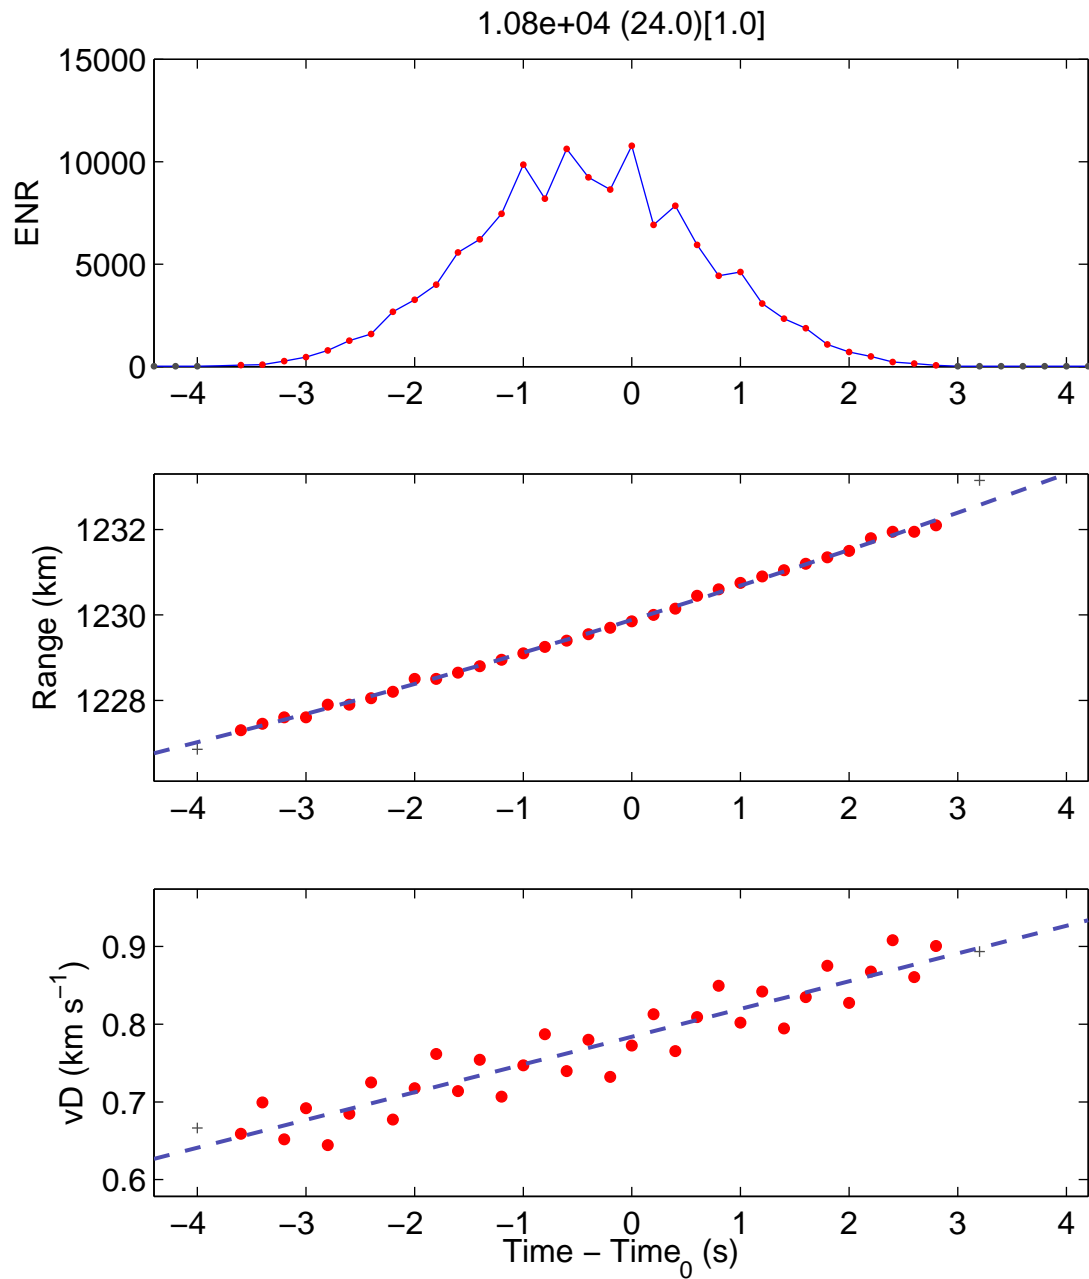 1.08e+04 (24.0)[1.0]
15000
10000
5000
0
ENR
−4 −3 −2 −1 0 1 2 3 4
1232
1230
1228
Range (km)
−4 −3 −2 −1 0 1 2 3 4
0.9
0.8
0.7
0.6
vD (km s⁻¹)
−4 −3 −2 −1 0 1 2 3 4
Time − Time₀ (s)